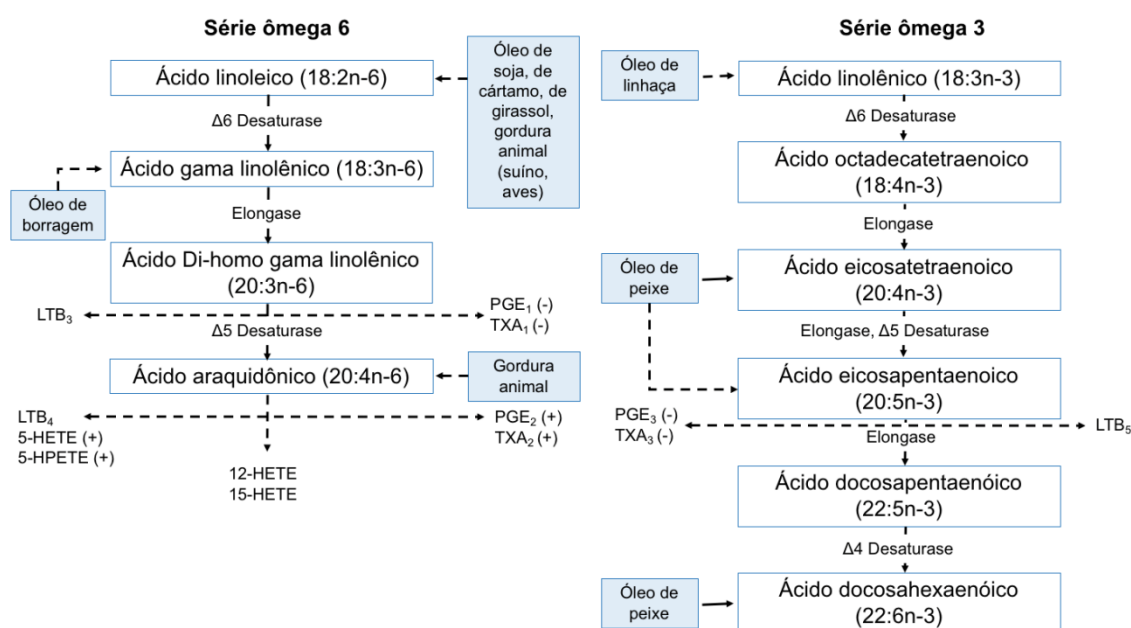 Série ômega 6
Ácido linoleico (18:2n-6)
Óleo de
soja, de
cártamo, de
girassol,
gordura
animal
(suíno,
aves)
Δ6 Desaturase
Ácido gama linolênico (18:3n-6)
Óleo de
borragem
Elongase
Ácido Di-homo gama linolênico
(20:3n-6)
LTB₃
PGE₁ (-)
TXA₁ (-)
Δ5 Desaturase
Ácido araquidônico (20:4n-6)
Gordura
animal
LTB₄
5-HETE (+)
5-HPETE (+)
PGE₂ (+)
TXA₂ (+)
12-HETE
15-HETE
Série ômega 3
Óleo de
linhaça
Ácido linolênico (18:3n-3)
Δ6 Desaturase
Ácido octadecatetraenoico
(18:4n-3)
Elongase
Óleo de
peixe
Ácido eicosatetraenoico
(20:4n-3)
Elongase, Δ5 Desaturase
Ácido eicosapentaenoico
(20:5n-3)
PGE₃ (-)
TXA₃ (-)
LTB₅
Elongase
Ácido docosapentaenóico
(22:5n-3)
Δ4 Desaturase
Óleo de
peixe
Ácido docosahexaenóico
(22:6n-3)